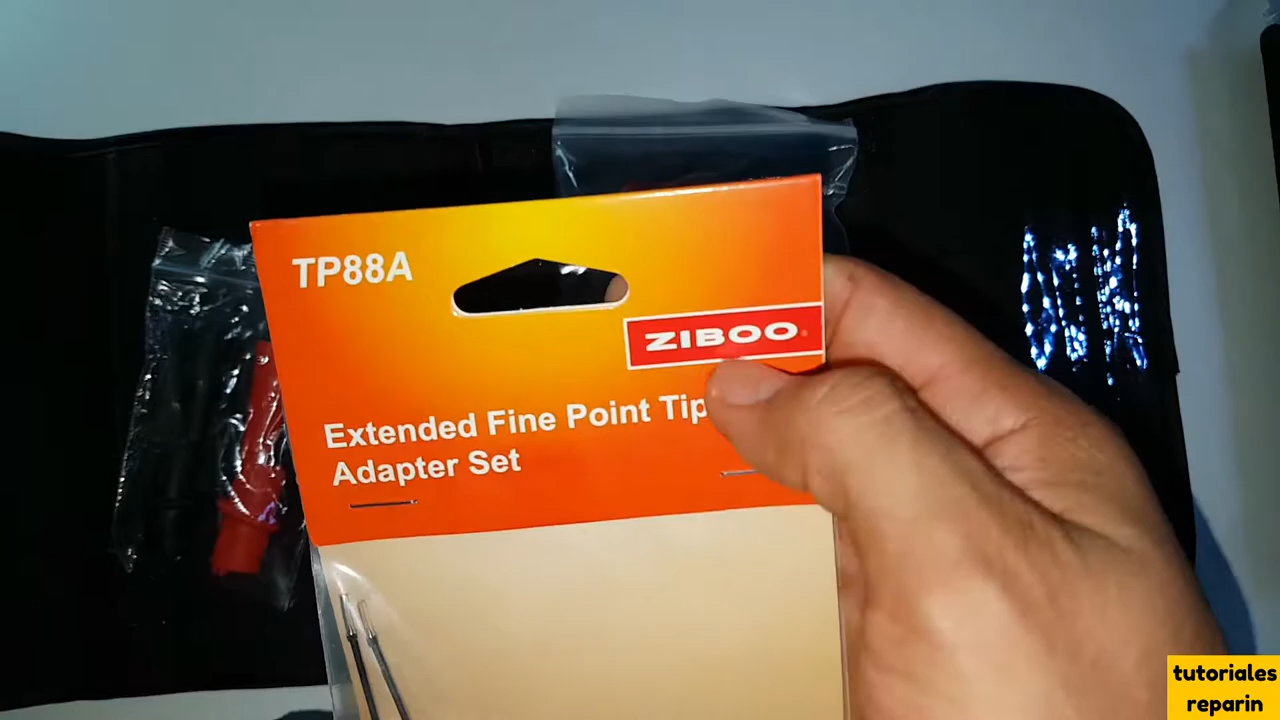 TP88A
ZIBOO
Extended Fine Point Tip
Adapter Set
tutoriales
reparin